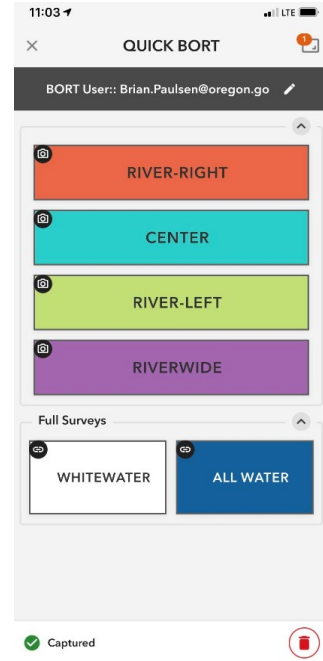 11:03 LTE
QUICK BORT 1
BORT User:: Brian.Paulsen@oregon.go
RIVER-RIGHT
CENTER
RIVER-LEFT
RIVERWIDE
Full Surveys
WHITEWATER ALL WATER
Captured